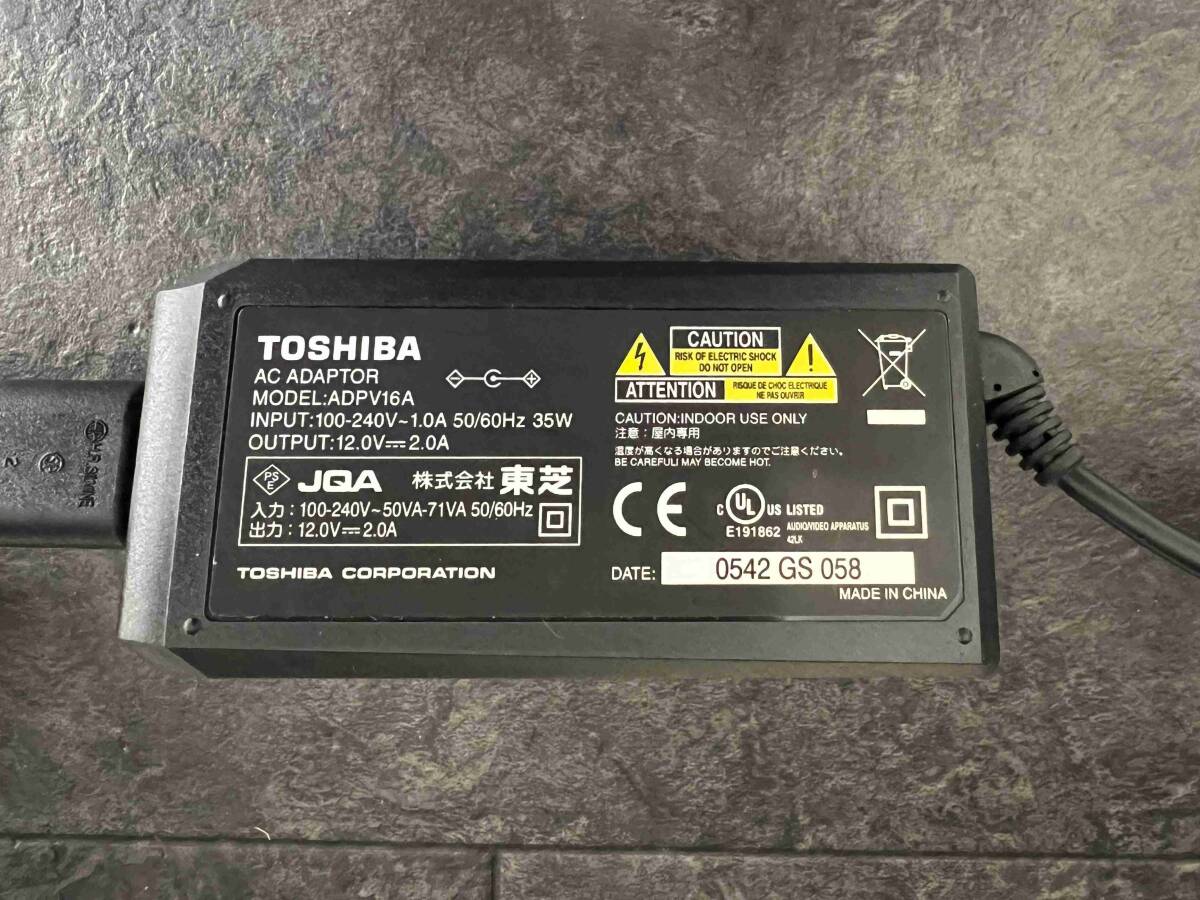 TOSHIBA
AC ADAPTOR
MODEL:ADPV16A
INPUT:100-240V~1.0A 50/60Hz 35W
OUTPUT:12.0V⎓2.0A
PS
E
JQA 株式会社 東芝
入力：100-240V~50VA-71VA 50/60Hz
出力：12.0V⎓2.0A
TOSHIBA CORPORATION
CAUTION
RISK OF ELECTRIC SHOCK
DO NOT OPEN
ATTENTION
RISQUE DE CHOC ELECTRIQUE
NE PAS OUVRIR
CAUTION:INDOOR USE ONLY
注意：屋内専用
温度が高くなる場合がありますのでご注意ください。
BE CAREFUL! MAY BECOME HOT.
CE
C UL US LISTED
E191862
AUDIO/VIDEO APPARATUS
42LK
DATE: 0542 GS 058
MADE IN CHINA